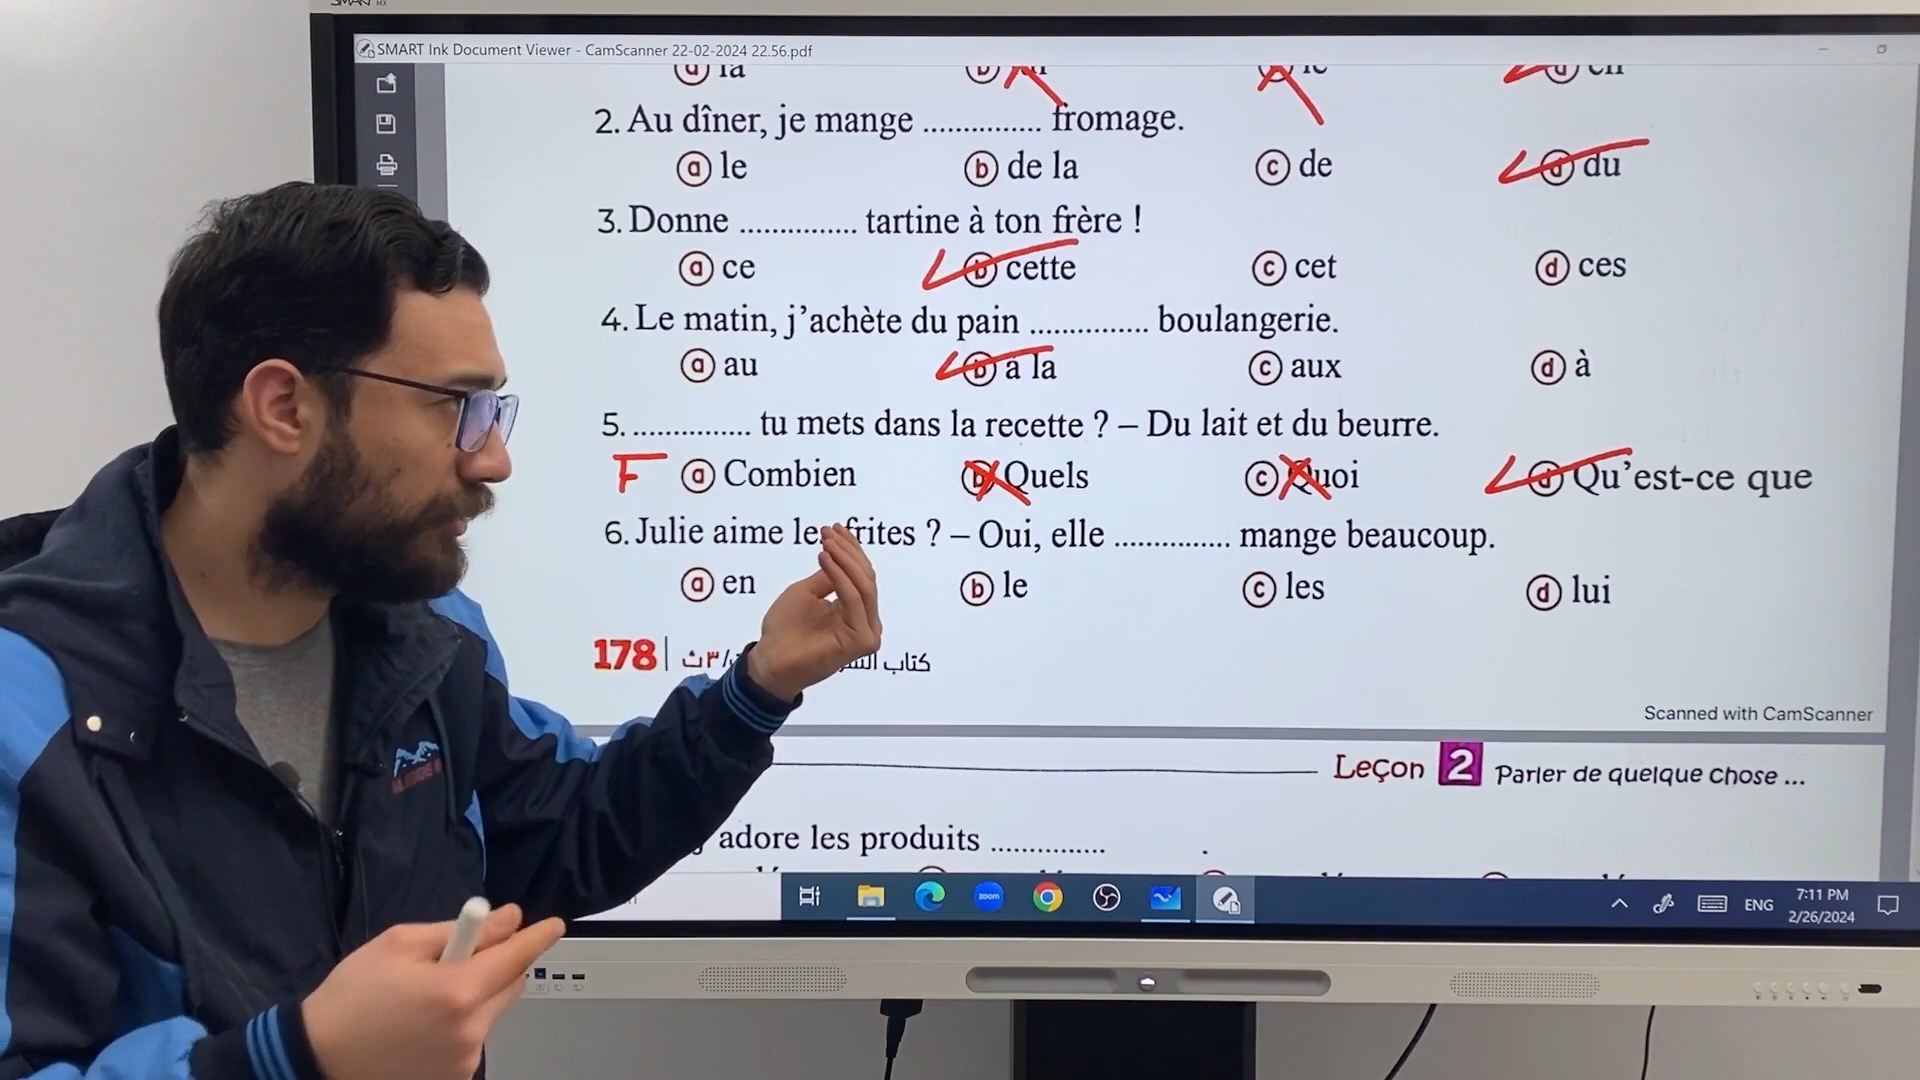 SMART Ink Document Viewer - CamScanner 22-02-2024 22.56.pdf
2. Au dîner, je mange ............... fromage.
a le b de la c de d du
3. Donne ............... tartine à ton frère !
a ce b cette c cet d ces
4. Le matin, j'achète du pain ............... boulangerie.
a au b à la c aux d à
5. ............... tu mets dans la recette ? – Du lait et du beurre.
F a Combien b Quels c Quoi d Qu'est-ce que
6. Julie aime les frites ? – Oui, elle ............... mange beaucoup.
a en b le c les d lui
178 كتاب
Scanned with CamScanner
Leçon 2 Parler de quelque chose ...
adore les produits ...............
zoom
ENG
7:11 PM
2/26/2024